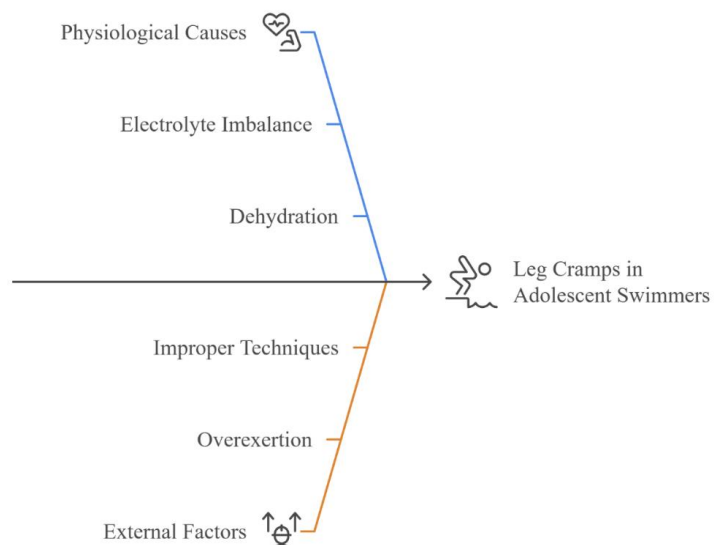 Physiological Causes
Electrolyte Imbalance
Dehydration
Leg Cramps in
Adolescent Swimmers
Improper Techniques
Overexertion
External Factors